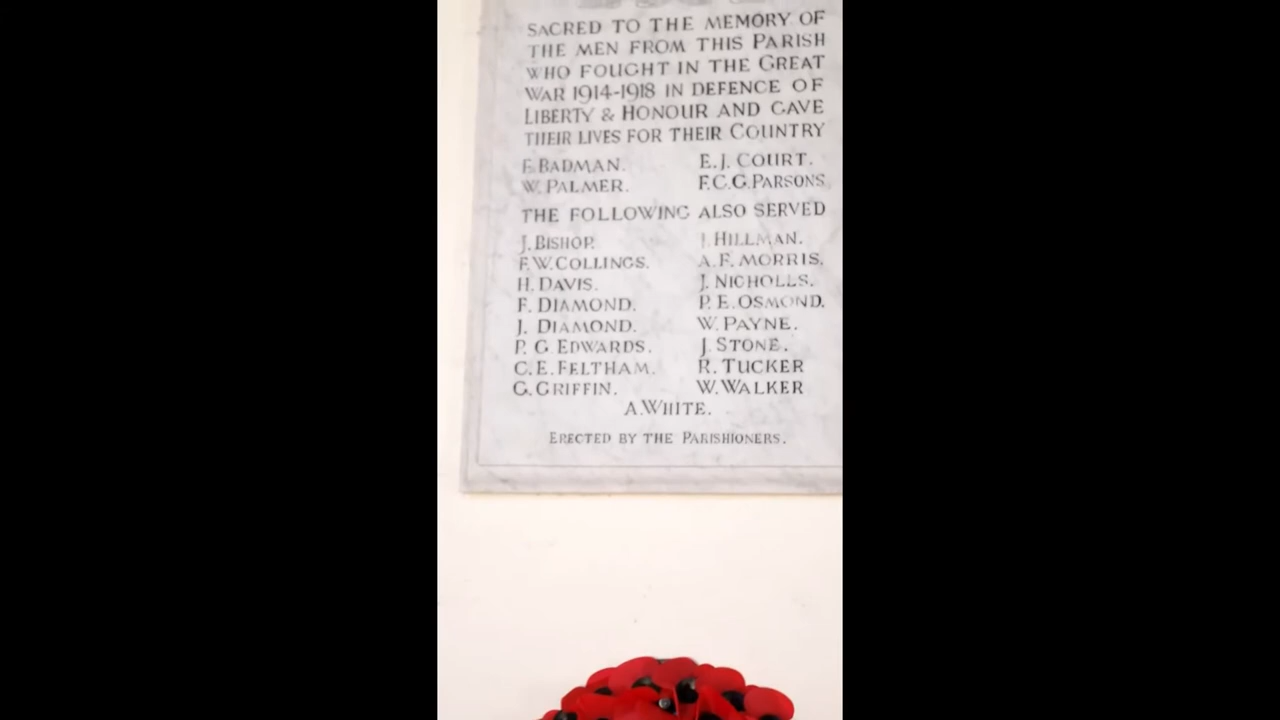 SACRED TO THE MEMORY OF
THE MEN FROM THIS PARISH
WHO FOUGHT IN THE GREAT
WAR 1914-1918 IN DEFENCE OF
LIBERTY & HONOUR AND GAVE
THEIR LIVES FOR THEIR COUNTRY
F. BADMAN. E. J. COURT.
W. PALMER. F. C. G. PARSONS
THE FOLLOWING ALSO SERVED
J. BISHOP. J. HILLMAN.
F. W. COLLINGS. A. F. MORRIS.
H. DAVIS. J. NICHOLLS.
F. DIAMOND. P. E. OSMOND.
J. DIAMOND. W. PAYNE.
P. G EDWARDS. J. STONE.
C. E. FELTHAM. R. TUCKER
G. GRIFFIN. W. WALKER
A. WHITE.
ERECTED BY THE PARISHIONERS.